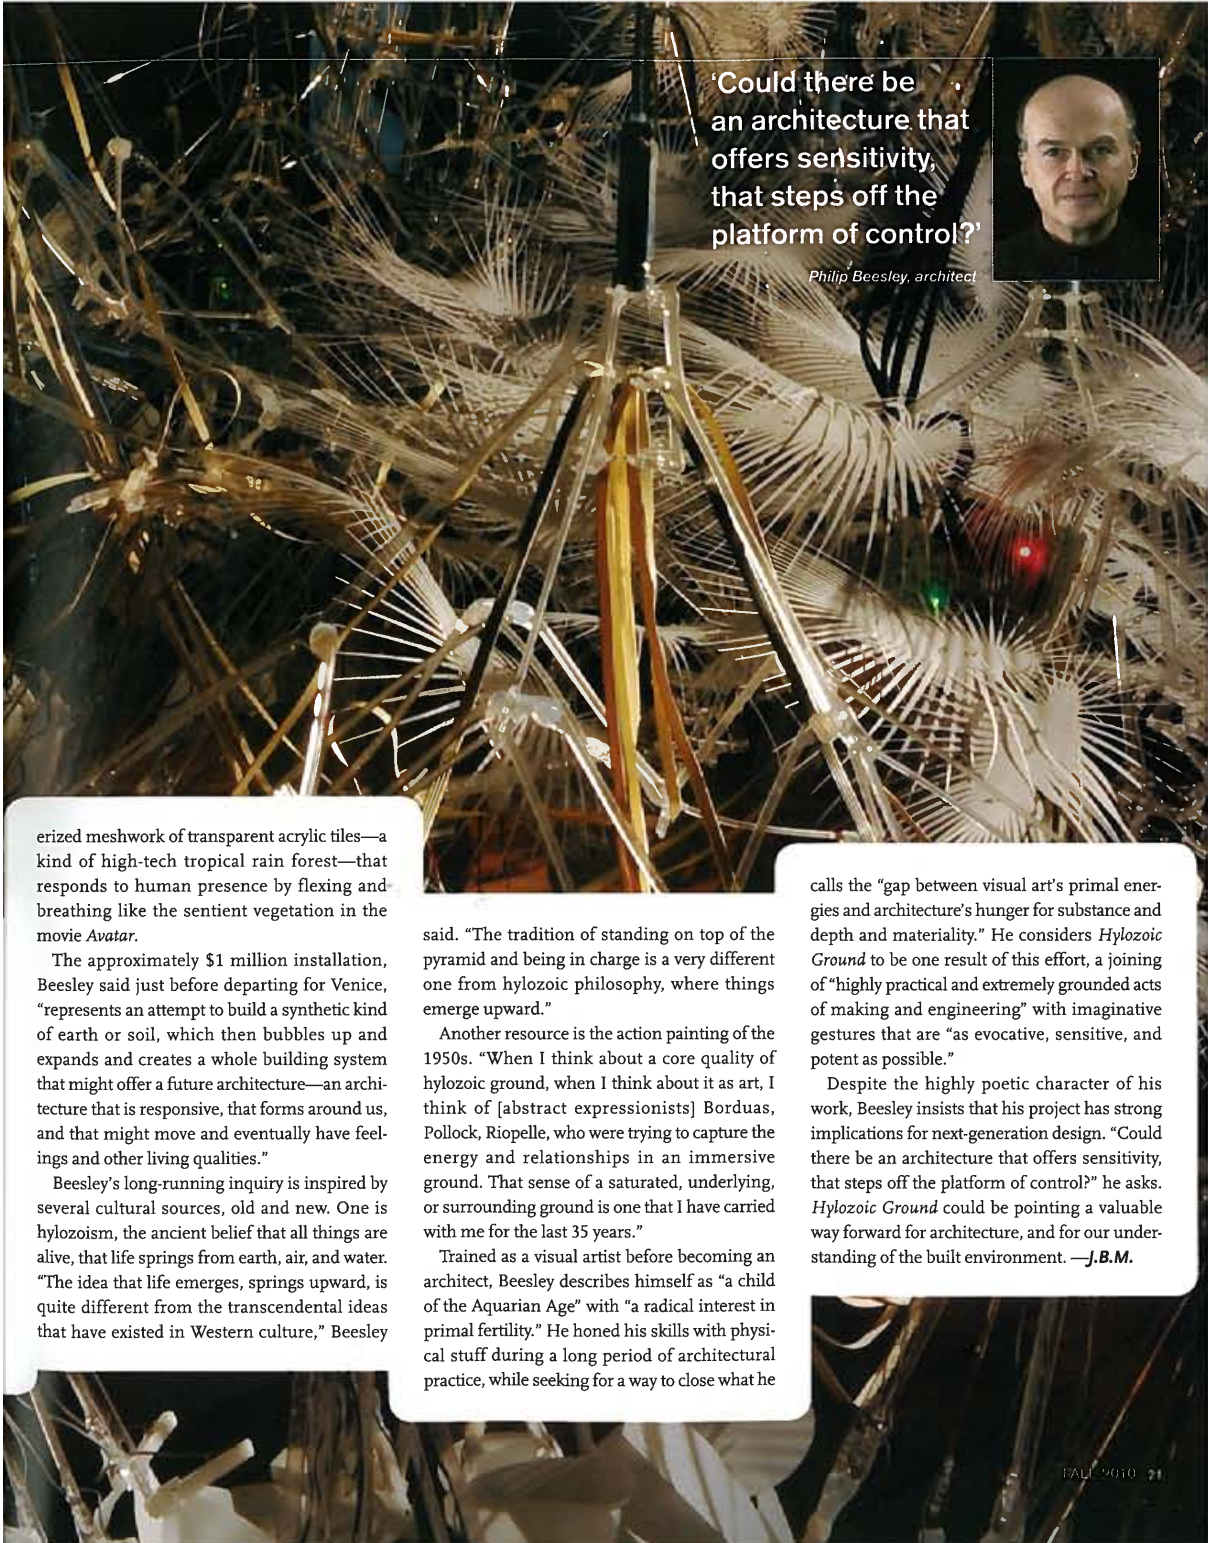 'Could there be
an architecture that
offers sensitivity,
that steps off the
platform of control?'
Philip Beesley, architect
erized meshwork of transparent acrylic tiles—a
kind of high-tech tropical rain forest—that
responds to human presence by flexing and
breathing like the sentient vegetation in the
movie Avatar.
The approximately $1 million installation,
Beesley said just before departing for Venice,
“represents an attempt to build a synthetic kind
of earth or soil, which then bubbles up and
expands and creates a whole building system
that might offer a future architecture—an archi-
tecture that is responsive, that forms around us,
and that might move and eventually have feel-
ings and other living qualities.”
Beesley’s long-running inquiry is inspired by
several cultural sources, old and new. One is
hylozoism, the ancient belief that all things are
alive, that life springs from earth, air, and water.
“The idea that life emerges, springs upward, is
quite different from the transcendental ideas
that have existed in Western culture,” Beesley
said. “The tradition of standing on top of the
pyramid and being in charge is a very different
one from hylozoic philosophy, where things
emerge upward.”
Another resource is the action painting of the
1950s. “When I think about a core quality of
hylozoic ground, when I think about it as art, I
think of [abstract expressionists] Borduas,
Pollock, Riopelle, who were trying to capture the
energy and relationships in an immersive
ground. That sense of a saturated, underlying,
or surrounding ground is one that I have carried
with me for the last 35 years.”
Trained as a visual artist before becoming an
architect, Beesley describes himself as “a child
of the Aquarian Age” with “a radical interest in
primal fertility.” He honed his skills with physi-
cal stuff during a long period of architectural
practice, while seeking for a way to close what he
calls the “gap between visual art’s primal ener-
gies and architecture’s hunger for substance and
depth and materiality.” He considers Hylozoic
Ground to be one result of this effort, a joining
of “highly practical and extremely grounded acts
of making and engineering” with imaginative
gestures that are “as evocative, sensitive, and
potent as possible.”
Despite the highly poetic character of his
work, Beesley insists that his project has strong
implications for next-generation design. “Could
there be an architecture that offers sensitivity,
that steps off the platform of control?” he asks.
Hylozoic Ground could be pointing a valuable
way forward for architecture, and for our under-
standing of the built environment. —J.B.M.
FALL 2010 21